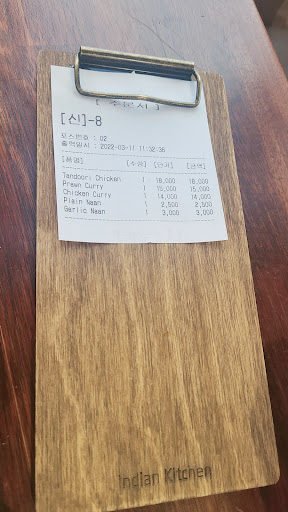 [ 주문서 ]
[신]-8
포스번호 : 02
출력일시 : 2022-03-11 11:32:36
[품명] [수량] [단가] [금액]
Tandoori Chicken 1 18,000 18,000
Prawn Curry 1 15,000 15,000
Chicken Curry 1 14,000 14,000
Plain Naan 1 2,500 2,500
Garlic Naan 1 3,000 3,000
Indian Kitchen